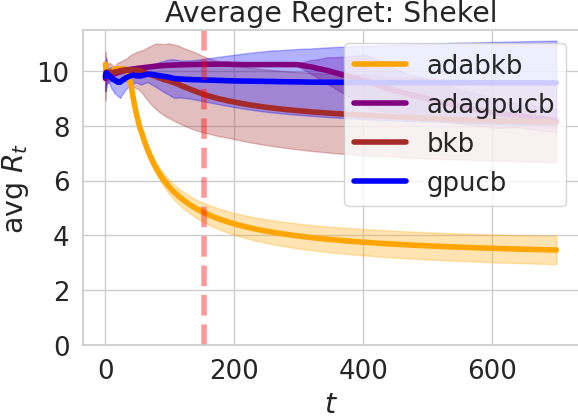 Average Regret: Shekel
avg R_t
10
8
6
4
2
0
adabkb
adagpucb
bkb
gpucb
0 200 400 600
t